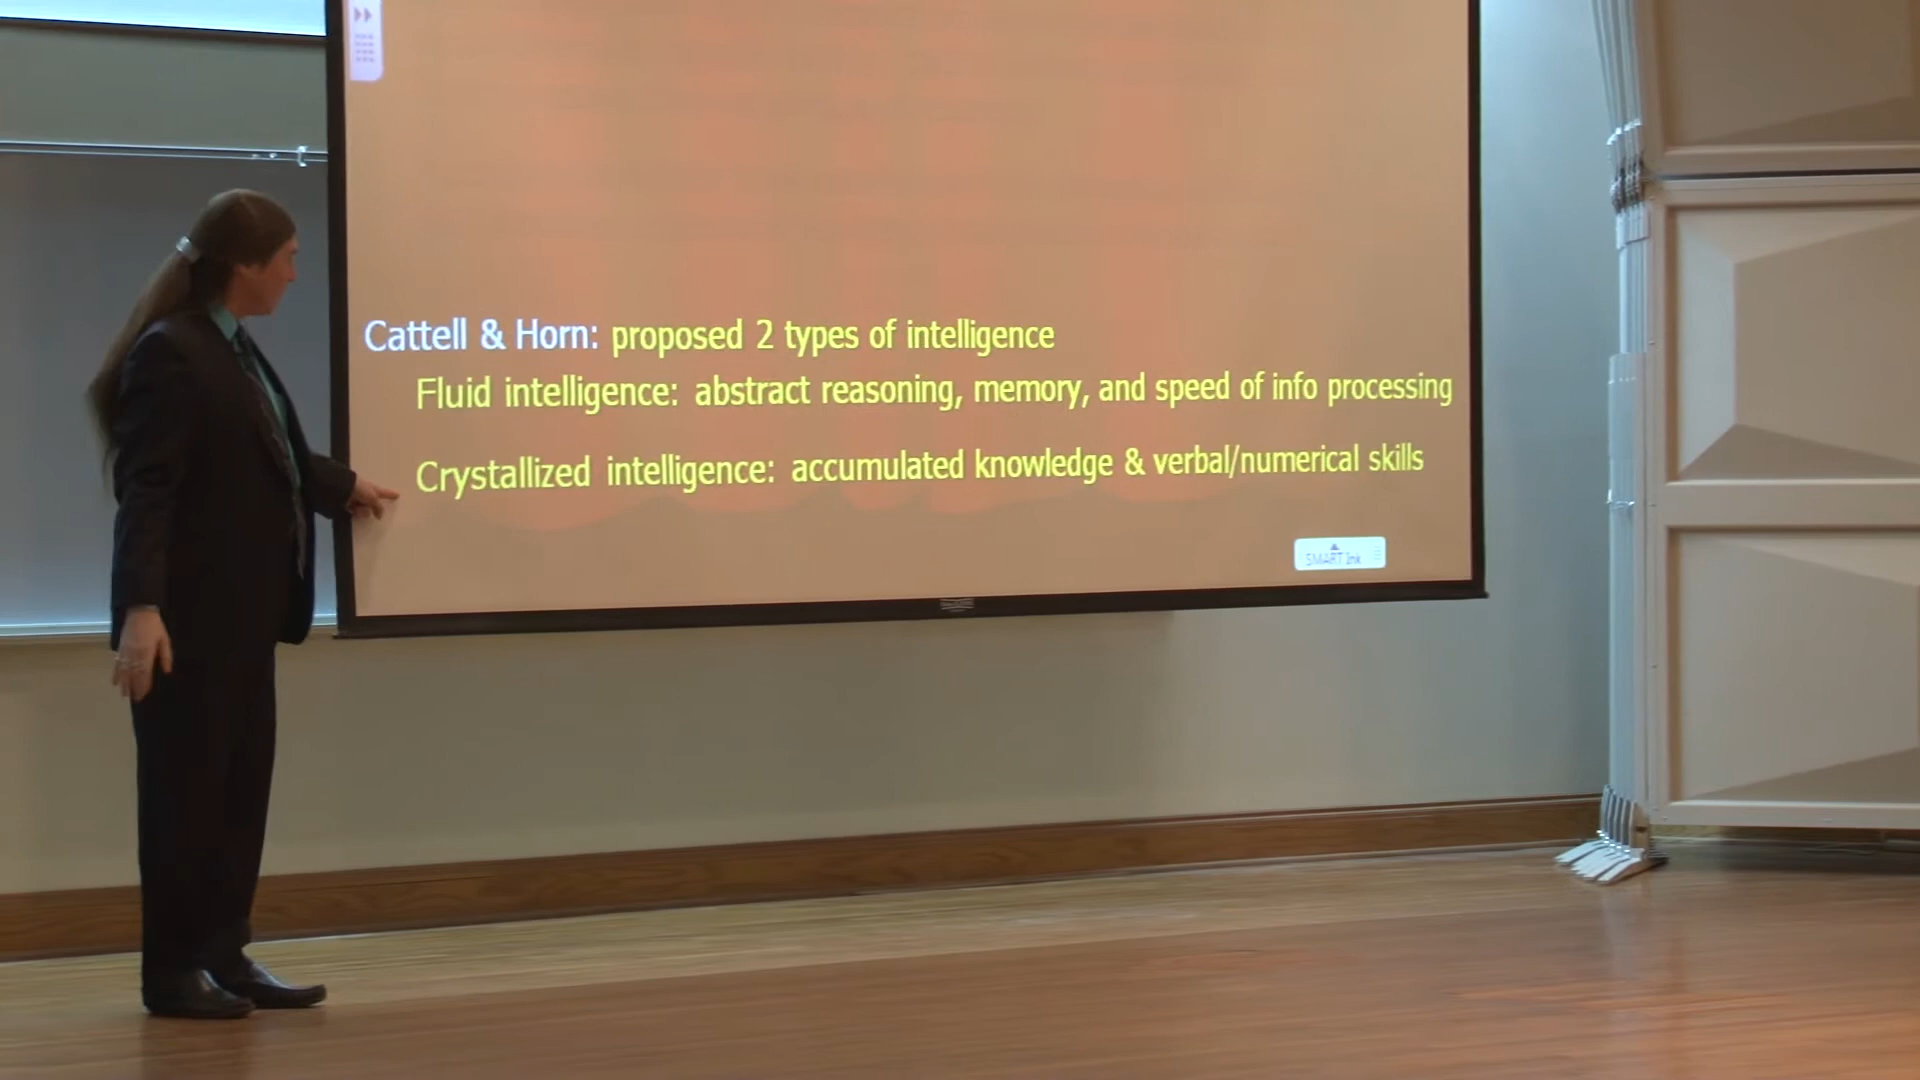 Cattell & Horn: proposed 2 types of intelligence
Fluid intelligence: abstract reasoning, memory, and speed of info processing
Crystallized intelligence: accumulated knowledge & verbal/numerical skills
SMART Ink